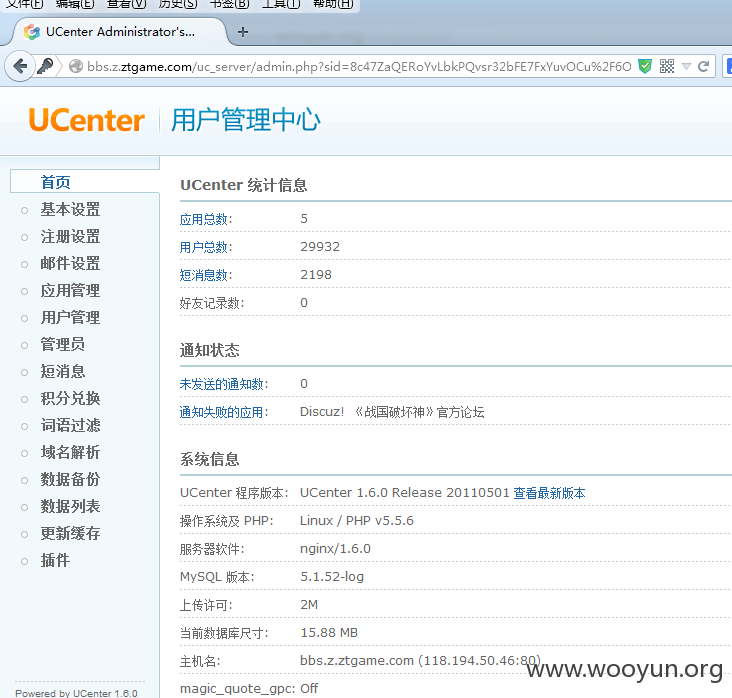 文件(F) 编辑(E) 查看(V) 历史(S) 书签(B) 工具(T) 帮助(H)
UCenter Administrator's...
bbs.z.ztgame.com/uc_server/admin.php?sid=8c47ZaQERoYvLbkPQvsr32bFE7FxYuvOCu%2F6O
UCenter 用户管理中心
首页
基本设置
注册设置
邮件设置
应用管理
用户管理
管理员
短消息
积分兑换
词语过滤
域名解析
数据备份
数据列表
更新缓存
插件
UCenter 统计信息
应用总数: 5
用户总数: 29932
短消息数: 2198
好友记录数: 0
通知状态
未发送的通知数: 0
通知失败的应用: Discuz! 《战国破坏神》官方论坛
系统信息
UCenter 程序版本: UCenter 1.6.0 Release 20110501 查看最新版本
操作系统及 PHP: Linux / PHP v5.5.6
服务器软件: nginx/1.6.0
MySQL 版本: 5.1.52-log
上传许可: 2M
当前数据库尺寸: 15.88 MB
主机名: bbs.z.ztgame.com (118.194.50.46:80)
magic_quote_gpc: Off
Powered by UCenter 1.6.0
www.wooyun.org